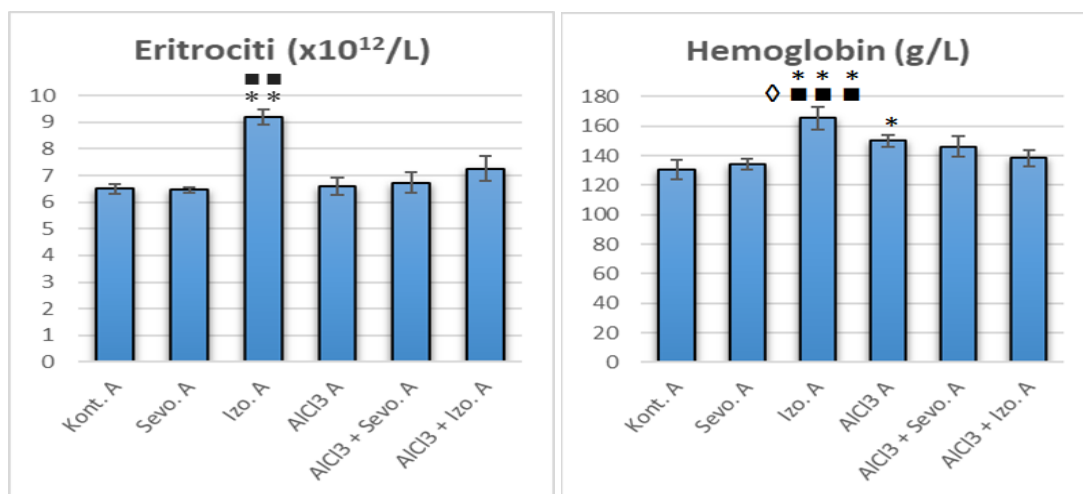 Eritrociti (x10¹²/L)
■ ■
* *
10
9
8
7
6
5
4
3
2
1
0
Kont. A
Sevo. A
Izo. A
AlCl3 A
AlCl3 + Sevo. A
AlCl3 + Izo. A
Hemoglobin (g/L)
* * *
◊ ■ ■ ■
*
180
160
140
120
100
80
60
40
20
0
Kont. A
Sevo. A
Izo. A
AlCl3 A
AlCl3 + Sevo. A
AlCl3 + Izo. A